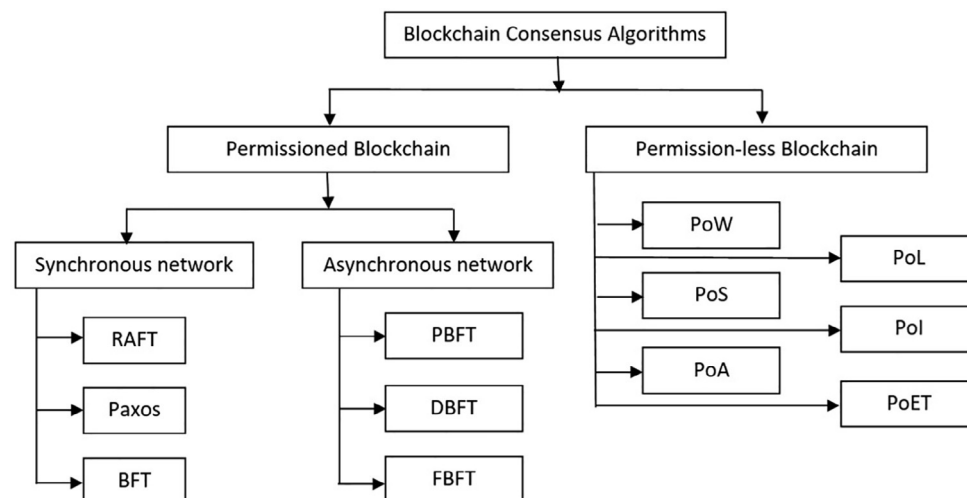 Blockchain Consensus Algorithms
Permissioned Blockchain
Permission-less Blockchain
Synchronous network
Asynchronous network
RAFT
Paxos
BFT
PBFT
DBFT
FBFT
PoW
PoL
PoS
PoI
PoA
PoET